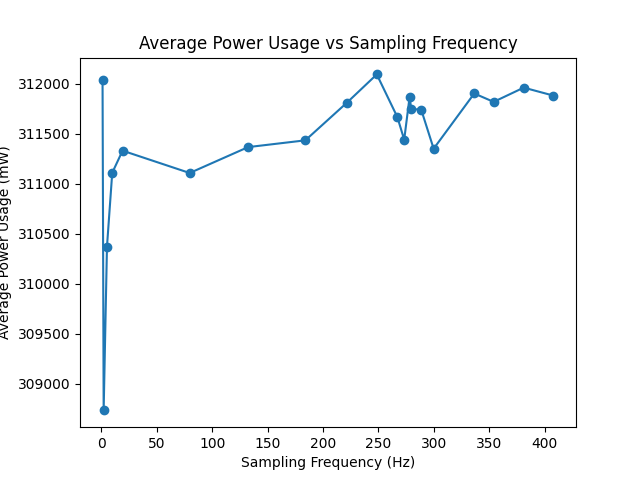 Average Power Usage vs Sampling Frequency
Average Power Usage (mW)
312000
311500
311000
310500
310000
309500
309000
0 50 100 150 200 250 300 350 400
Sampling Frequency (Hz)